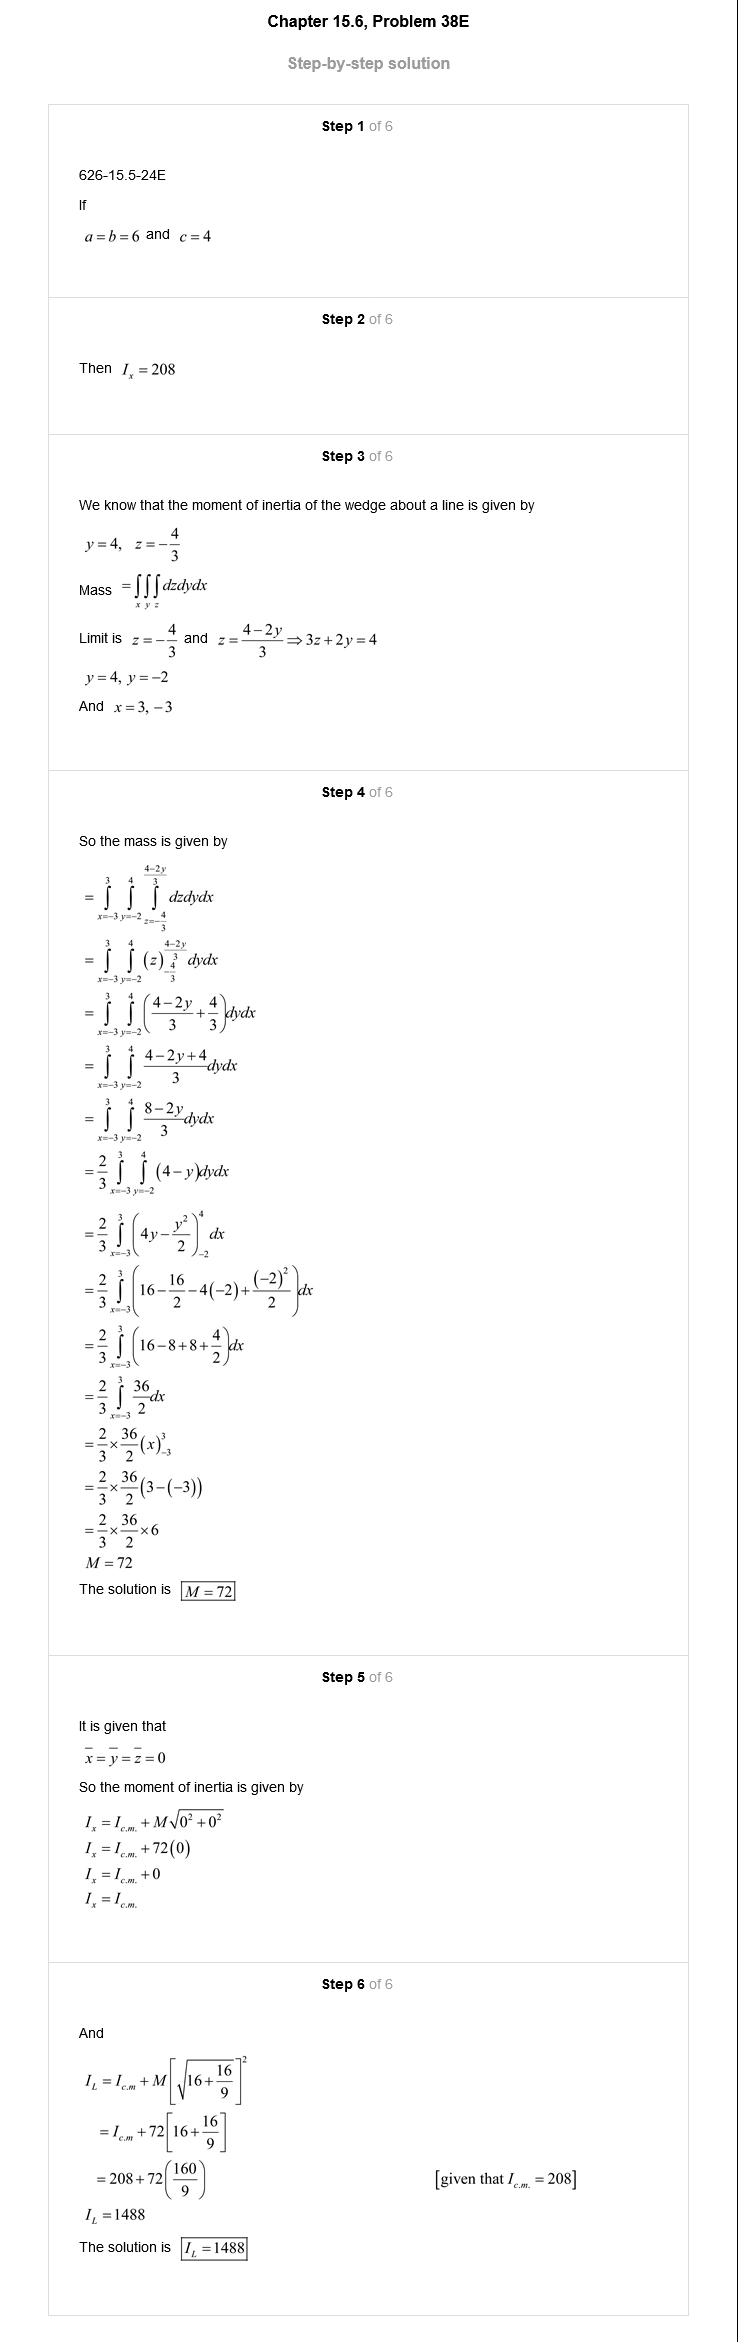 Chapter 15.6, Problem 38E
Step-by-step solution
Step 1 of 6
626-15.5-24E
If
a = b = 6 and c = 4
Step 2 of 6
Then I_x = 208
Step 3 of 6
We know that the moment of inertia of the wedge about a line is given by
y = 4, z = -\frac{4}{3}
Mass = \int_x \int_y \int_z dzdydx
Limit is z = -\frac{4}{3} and z = \frac{4-2y}{3} ⇒ 3z + 2y = 4
y = 4, y = -2
And x = 3, -3
Step 4 of 6
So the mass is given by
= \int_{x=-3}^{3} \int_{y=-2}^{4} \int_{z=-\frac{4}{3}}^{\frac{4-2y}{3}} dzdydx
= \int_{x=-3}^{3} \int_{y=-2}^{4} (z)_{-\frac{4}{3}}^{\frac{4-2y}{3}} dydx
= \int_{x=-3}^{3} \int_{y=-2}^{4} \left(\frac{4-2y}{3} + \frac{4}{3}\right) dydx
= \int_{x=-3}^{3} \int_{y=-2}^{4} \frac{4-2y+4}{3} dydx
= \int_{x=-3}^{3} \int_{y=-2}^{4} \frac{8-2y}{3} dydx
= \frac{2}{3} \int_{x=-3}^{3} \int_{y=-2}^{4} (4-y) dydx
= \frac{2}{3} \int_{x=-3}^{3} \left(4y - \frac{y^2}{2}\right)_{-2}^{4} dx
= \frac{2}{3} \int_{x=-3}^{3} \left(16 - \frac{16}{2} - 4(-2) + \frac{(-2)^2}{2}\right) dx
= \frac{2}{3} \int_{x=-3}^{3} \left(16-8+8+\frac{4}{2}\right) dx
= \frac{2}{3} \int_{x=-3}^{3} \frac{36}{2} dx
= \frac{2}{3} × \frac{36}{2} (x)_{-3}^{3}
= \frac{2}{3} × \frac{36}{2} (3-(-3))
= \frac{2}{3} × \frac{36}{2} × 6
M = 72
The solution is M = 72
Step 5 of 6
It is given that
\bar{x} = \bar{y} = \bar{z} = 0
So the moment of inertia is given by
I_x = I_{c.m.} + M\sqrt{0^2 + 0^2}
I_x = I_{c.m.} + 72(0)
I_x = I_{c.m.} + 0
I_x = I_{c.m.}
Step 6 of 6
And
I_L = I_{c.m} + M\left[\sqrt{16 + \frac{16}{9}}\right]^2
= I_{c.m} + 72\left[16 + \frac{16}{9}\right]
= 208 + 72\left(\frac{160}{9}\right) [given that I_{c.m.} = 208]
I_L = 1488
The solution is I_L = 1488